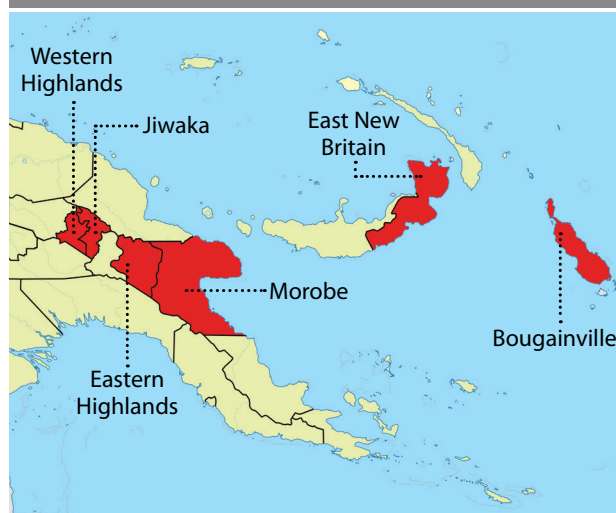 Western
Highlands
Jiwaka
East New
Britain
Morobe
Bougainville
Eastern
Highlands